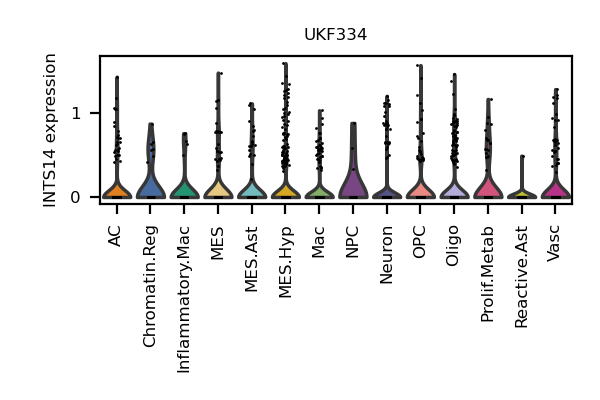 UKF334
INTS14 expression
1
0
AC
Chromatin.Reg
Inflammatory.Mac
MES
MES.Ast
MES.Hyp
Mac
NPC
Neuron
OPC
Oligo
Prolif.Metab
Reactive.Ast
Vasc